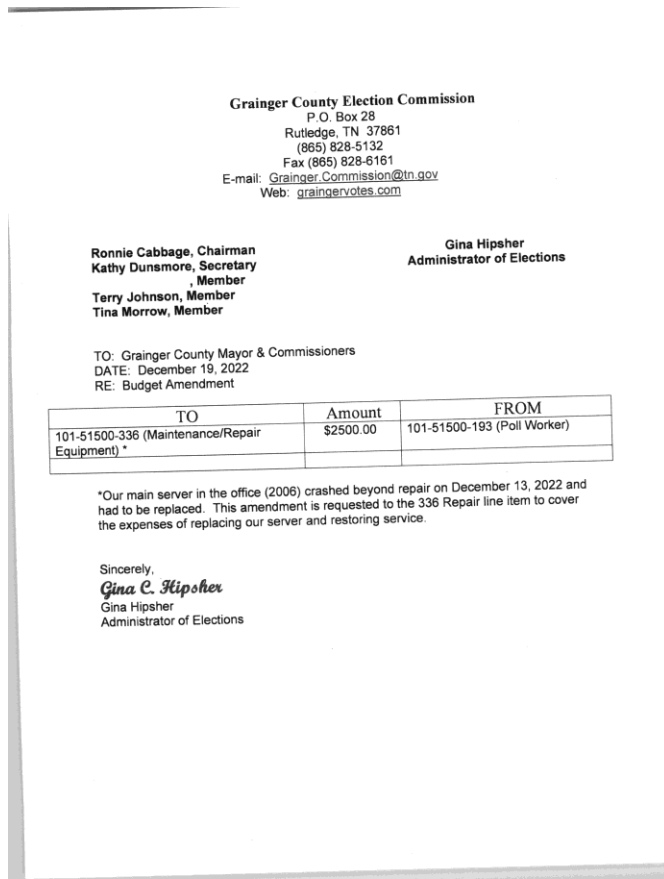 Grainger County Election Commission
P.O. Box 28
Rutledge, TN 37861
(865) 828-5132
Fax (865) 828-6161
E-mail: Grainger.Commission@tn.gov
Web: graingervotes.com
Ronnie Cabbage, Chairman
Kathy Dunsmore, Secretary
, Member
Terry Johnson, Member
Tina Morrow, Member
Gina Hipsher
Administrator of Elections
TO: Grainger County Mayor & Commissioners
DATE: December 19, 2022
RE: Budget Amendment
TO Amount FROM
101-51500-336 (Maintenance/Repair $2500.00 101-51500-193 (Poll Worker)
Equipment) *
*Our main server in the office (2006) crashed beyond repair on December 13, 2022 and
had to be replaced. This amendment is requested to the 336 Repair line item to cover
the expenses of replacing our server and restoring service.
Sincerely,
Gina C. Hipsher
Gina Hipsher
Administrator of Elections